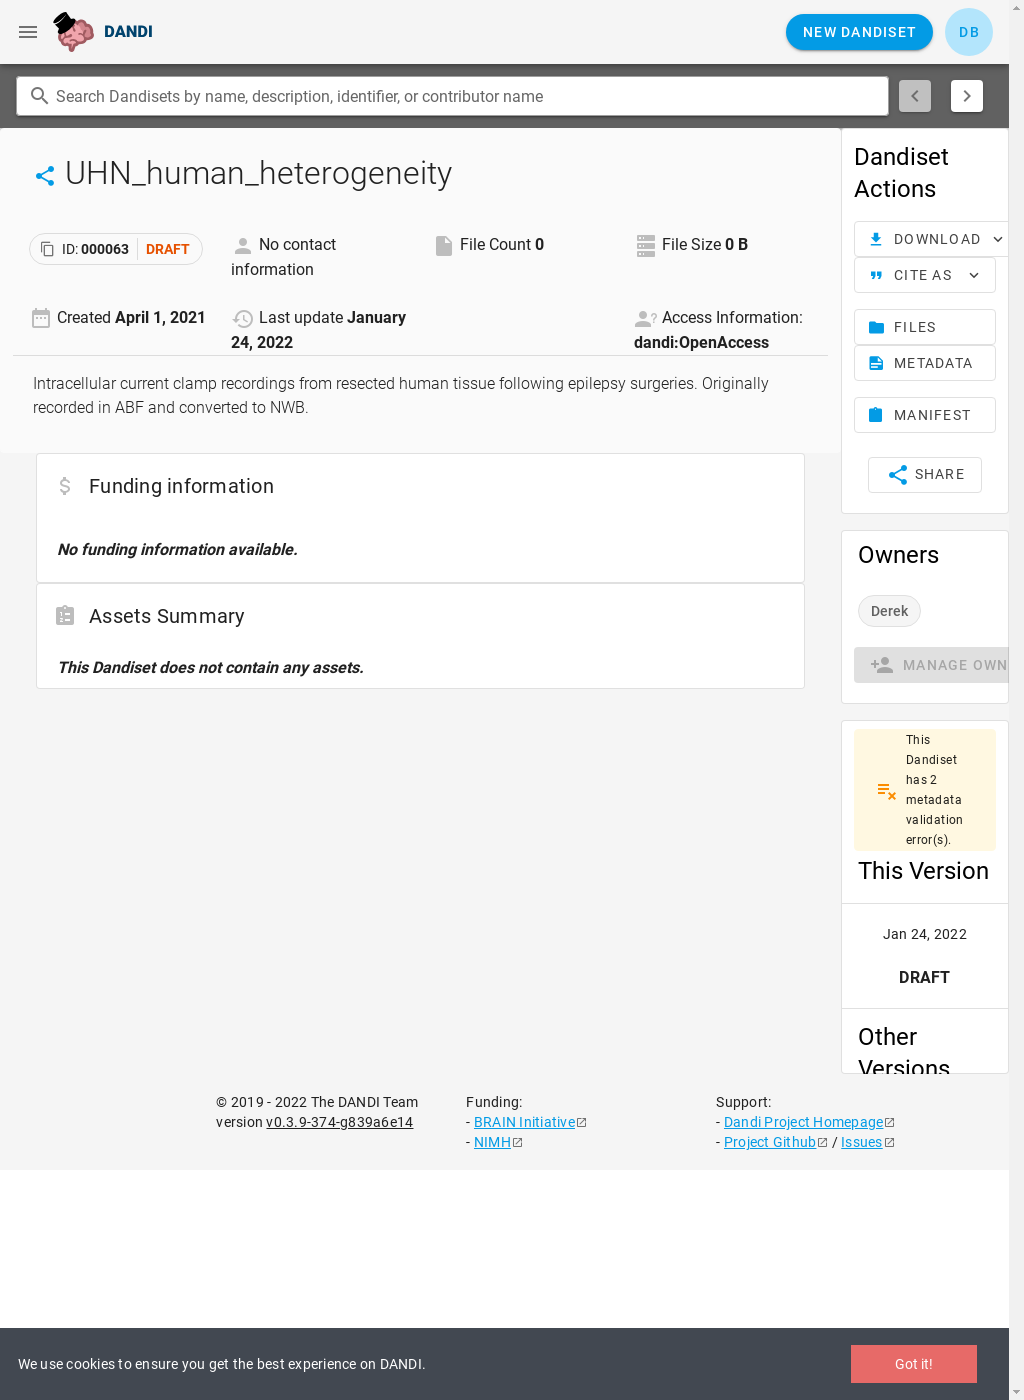 DANDI
NEW DANDISET
DB
Search Dandisets by name, description, identifier, or contributor name
UHN_human_heterogeneity
ID: 000063 DRAFT
No contact
information
File Count 0
File Size 0 B
Created April 1, 2021
Last update January
24, 2022
Access Information:
dandi:OpenAccess
Intracellular current clamp recordings from resected human tissue following epilepsy surgeries. Originally
recorded in ABF and converted to NWB.
Funding information
No funding information available.
Assets Summary
This Dandiset does not contain any assets.
Dandiset
Actions
DOWNLOAD
CITE AS
FILES
METADATA
MANIFEST
SHARE
Owners
Derek
MANAGE OWN
This
Dandiset
has 2
metadata
validation
error(s).
This Version
Jan 24, 2022
DRAFT
Other
Versions
© 2019 - 2022 The DANDI Team
version v0.3.9-374-g839a6e14
Funding:
- BRAIN Initiative
- NIMH
Support:
- Dandi Project Homepage
- Project Github / Issues
We use cookies to ensure you get the best experience on DANDI.
Got it!